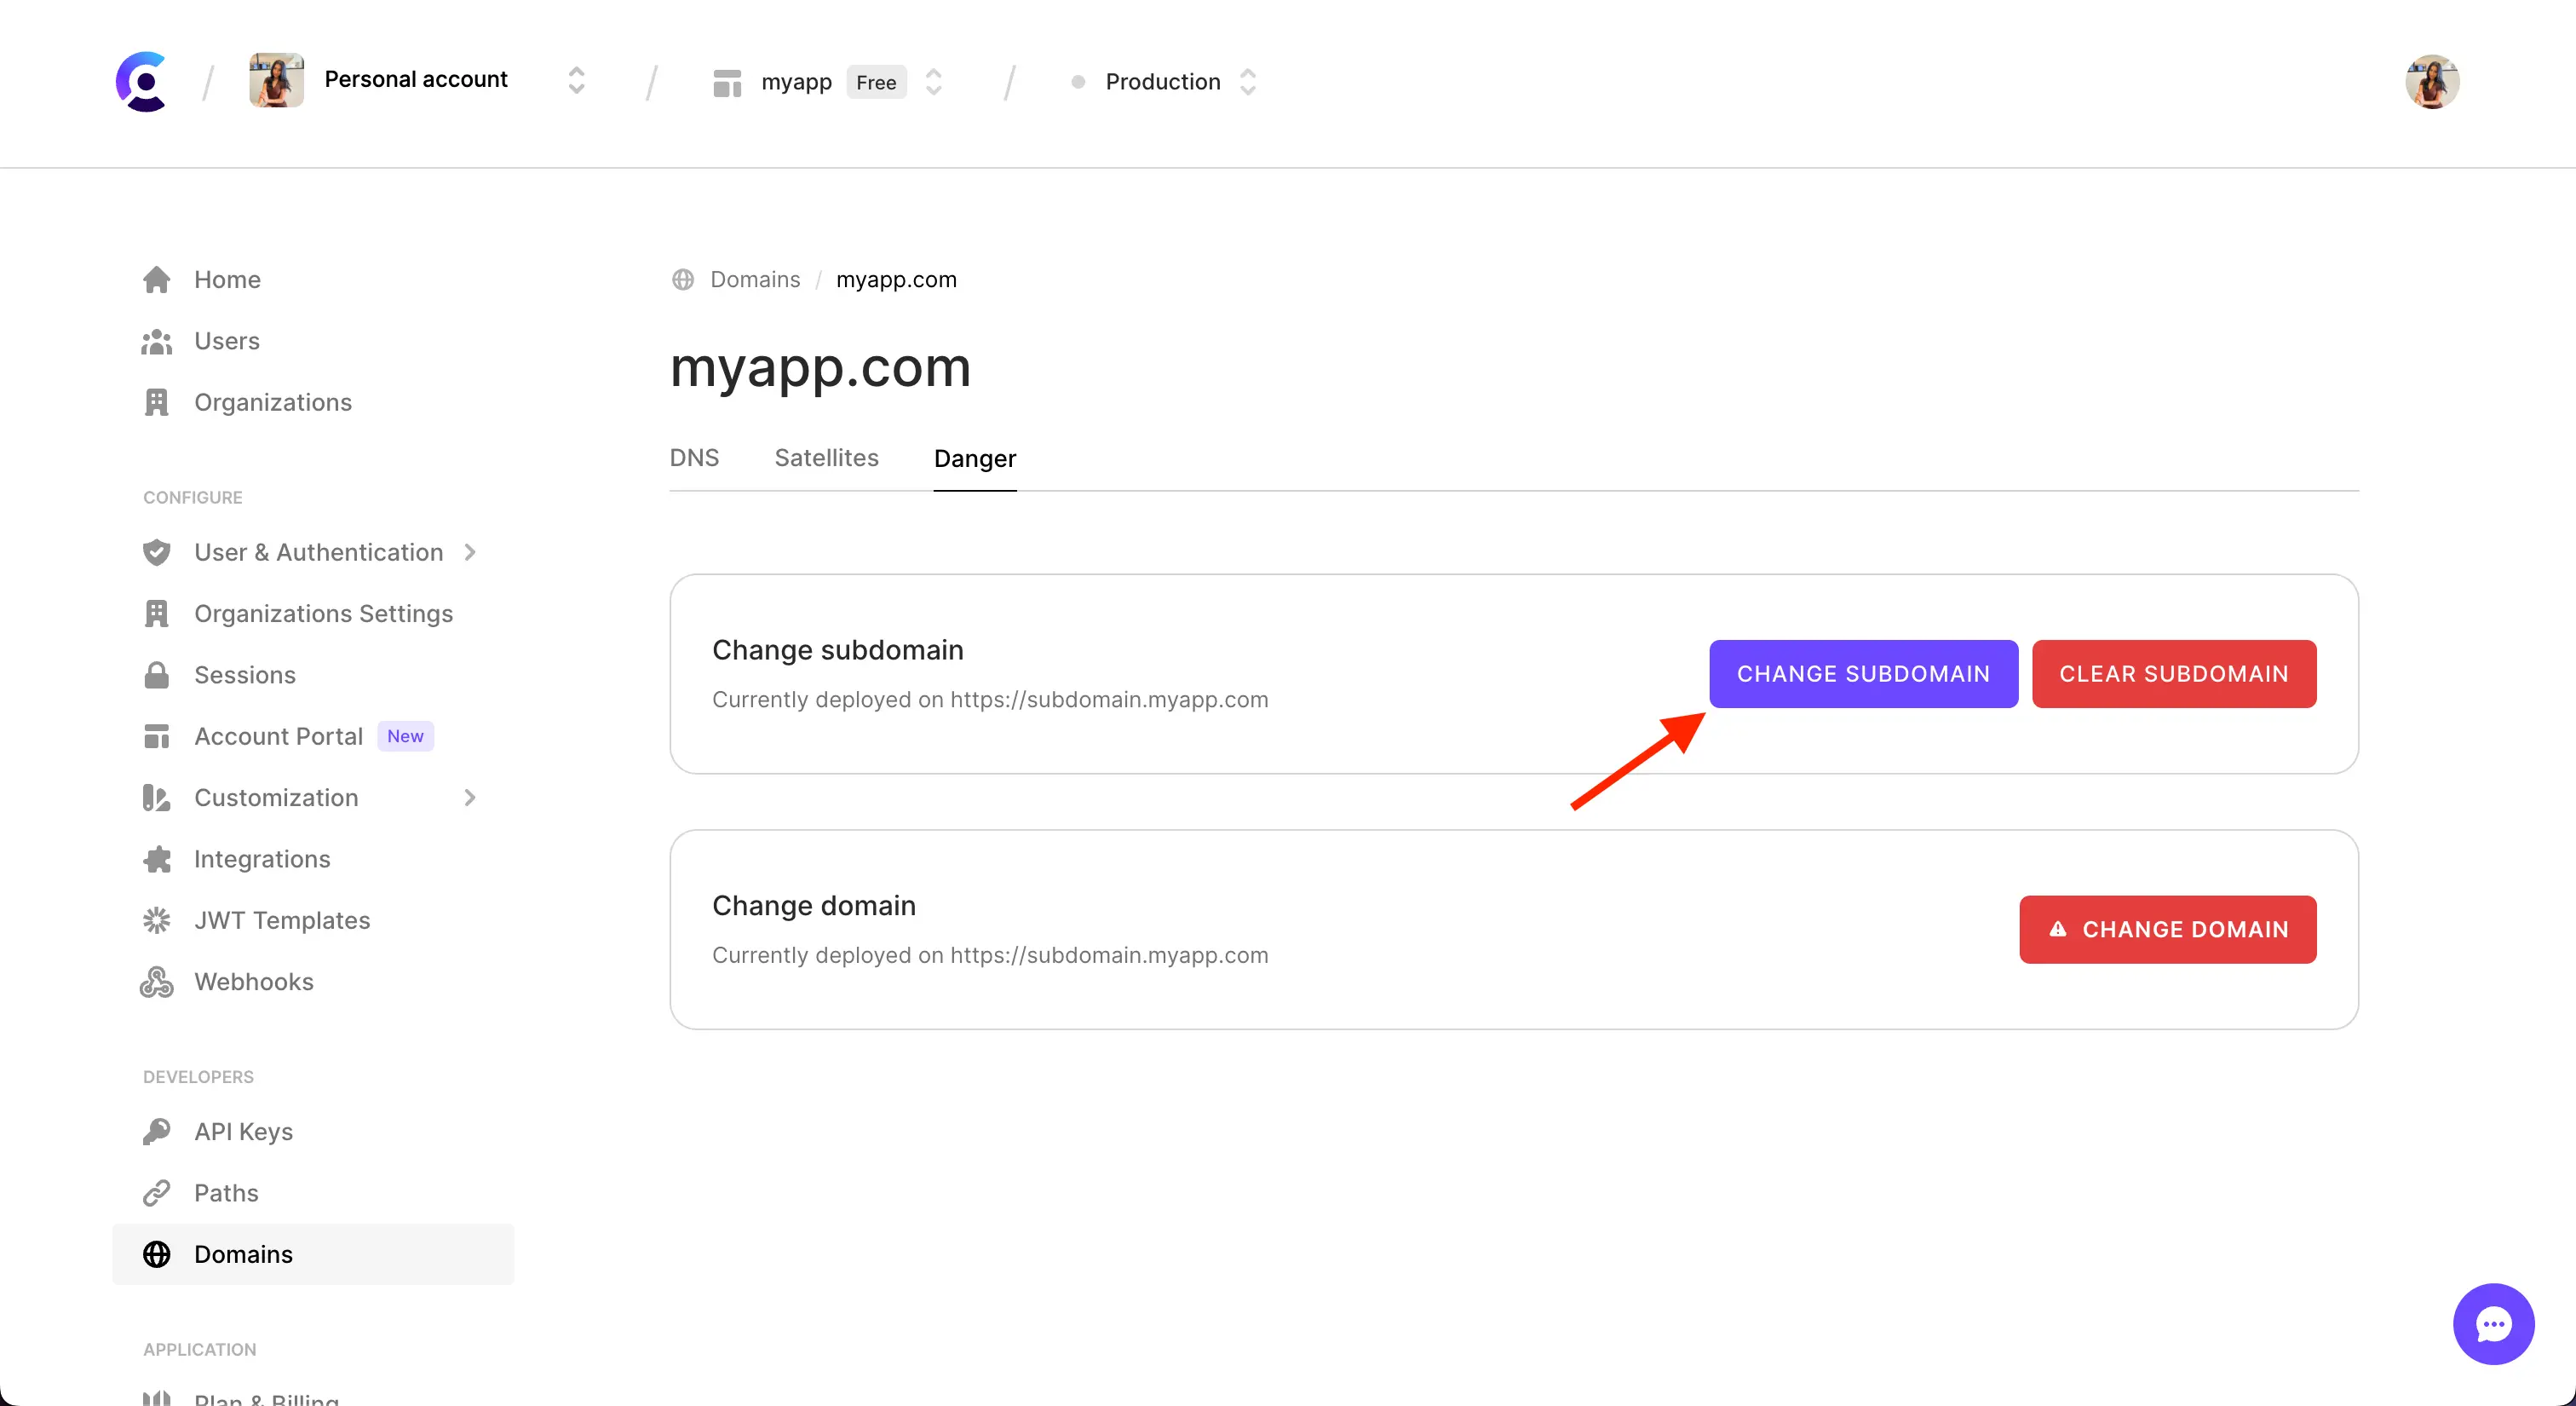 Personal account
myapp Free
Production
Home
Users
Organizations
CONFIGURE
User & Authentication
Organizations Settings
Sessions
Account Portal New
Customization
Integrations
JWT Templates
Webhooks
DEVELOPERS
API Keys
Paths
Domains
APPLICATION
Plan & Billing
Domains / myapp.com
myapp.com
DNS Satellites Danger
Change subdomain
Currently deployed on https://subdomain.myapp.com
CHANGE SUBDOMAIN
CLEAR SUBDOMAIN
Change domain
Currently deployed on https://subdomain.myapp.com
CHANGE DOMAIN